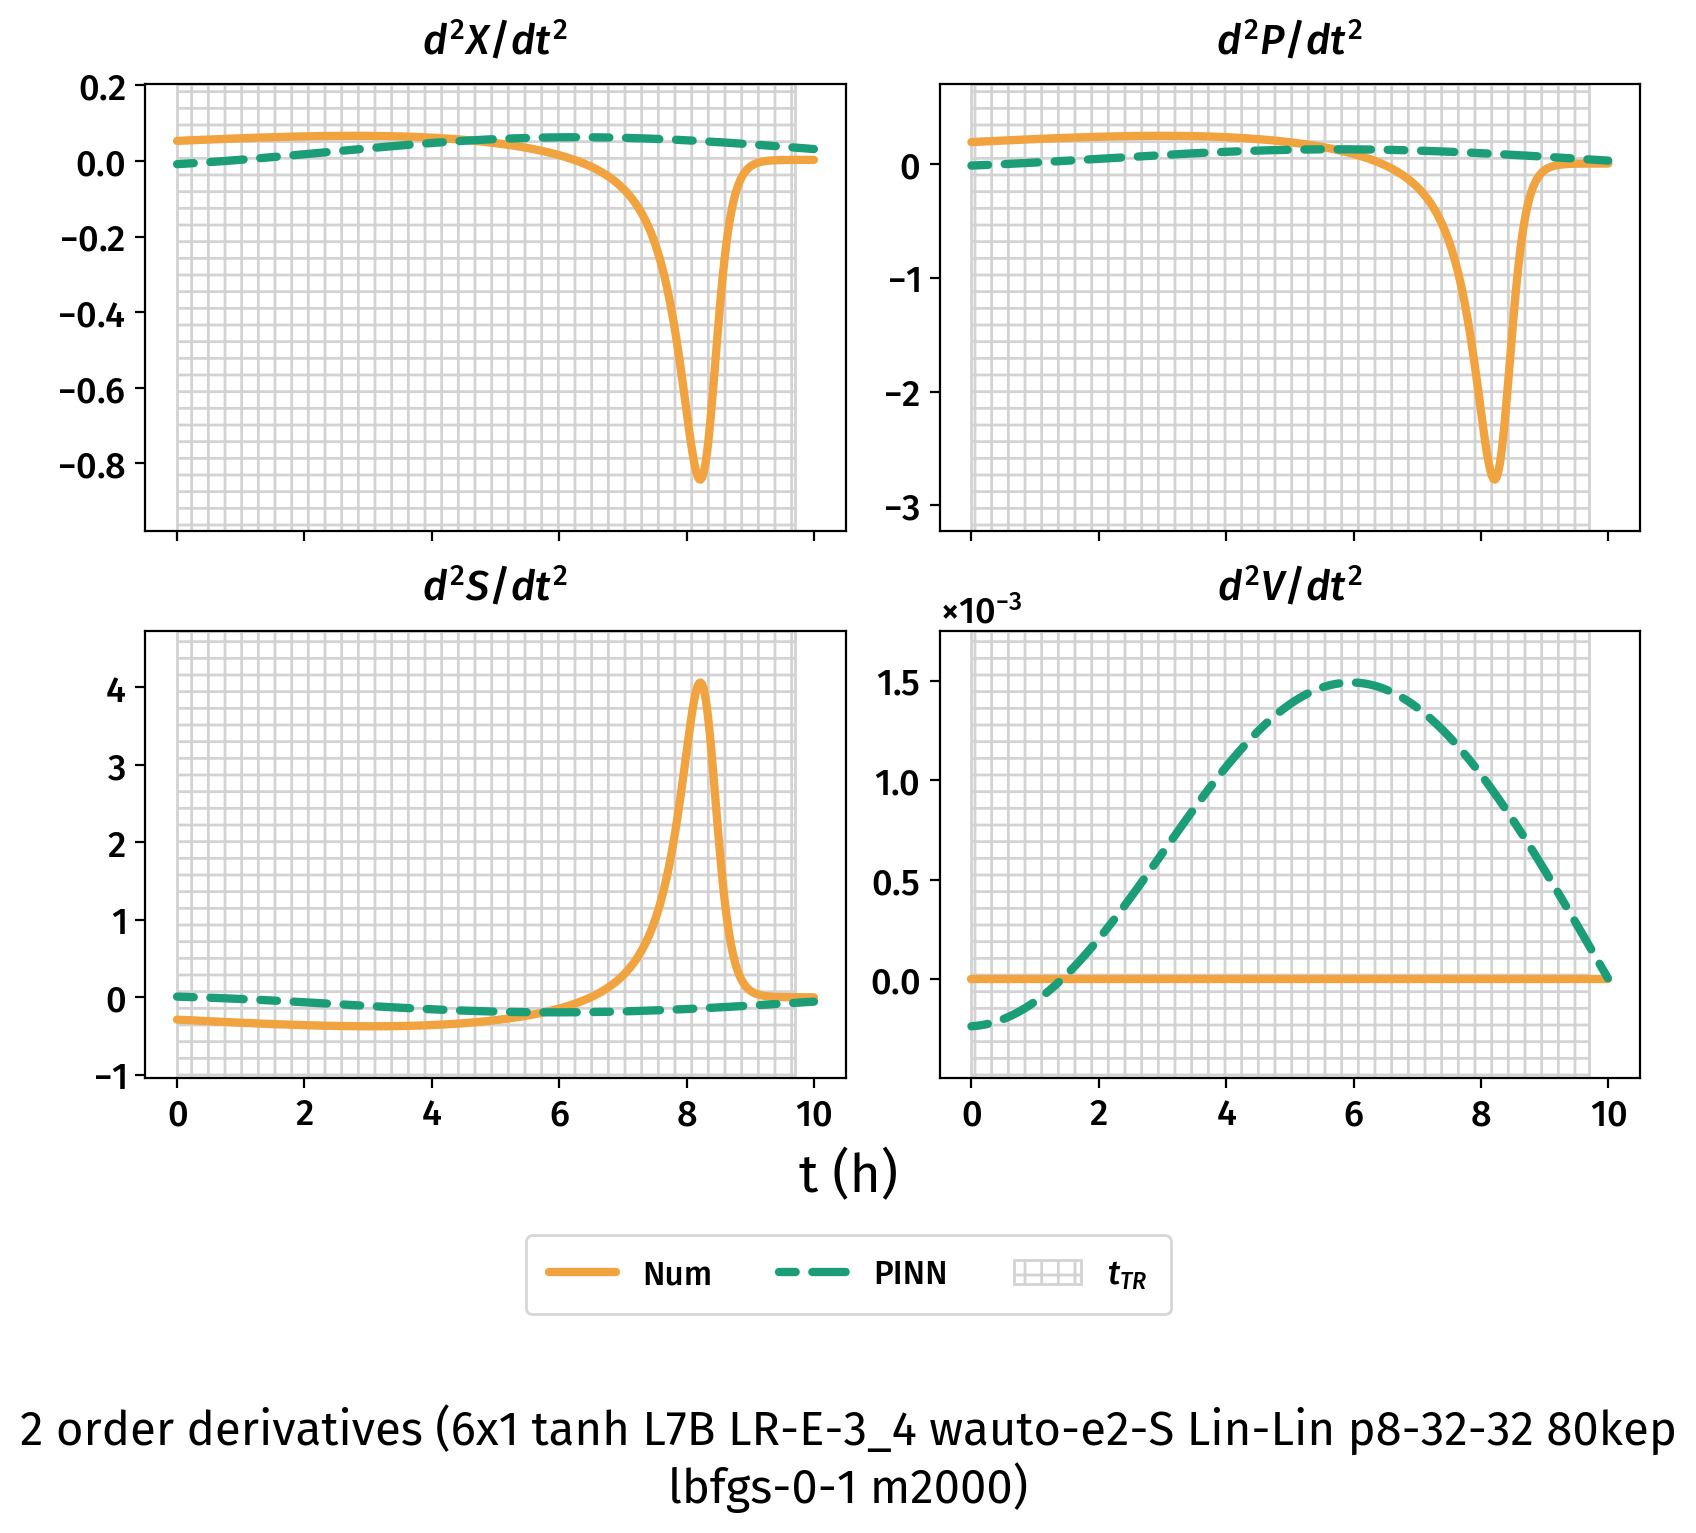 d²X/dt²
d²P/dt²
0.2
0.0
−0.2
−0.4
−0.6
−0.8
0
−1
−2
−3
d²S/dt²
d²V/dt²
×10⁻³
4
3
2
1
0
−1
1.5
1.0
0.5
0.0
0 2 4 6 8 10
0 2 4 6 8 10
t (h)
Num PINN t_TR
2 order derivatives (6x1 tanh L7B LR-E-3_4 wauto-e2-S Lin-Lin p8-32-32 80kep
lbfgs-0-1 m2000)